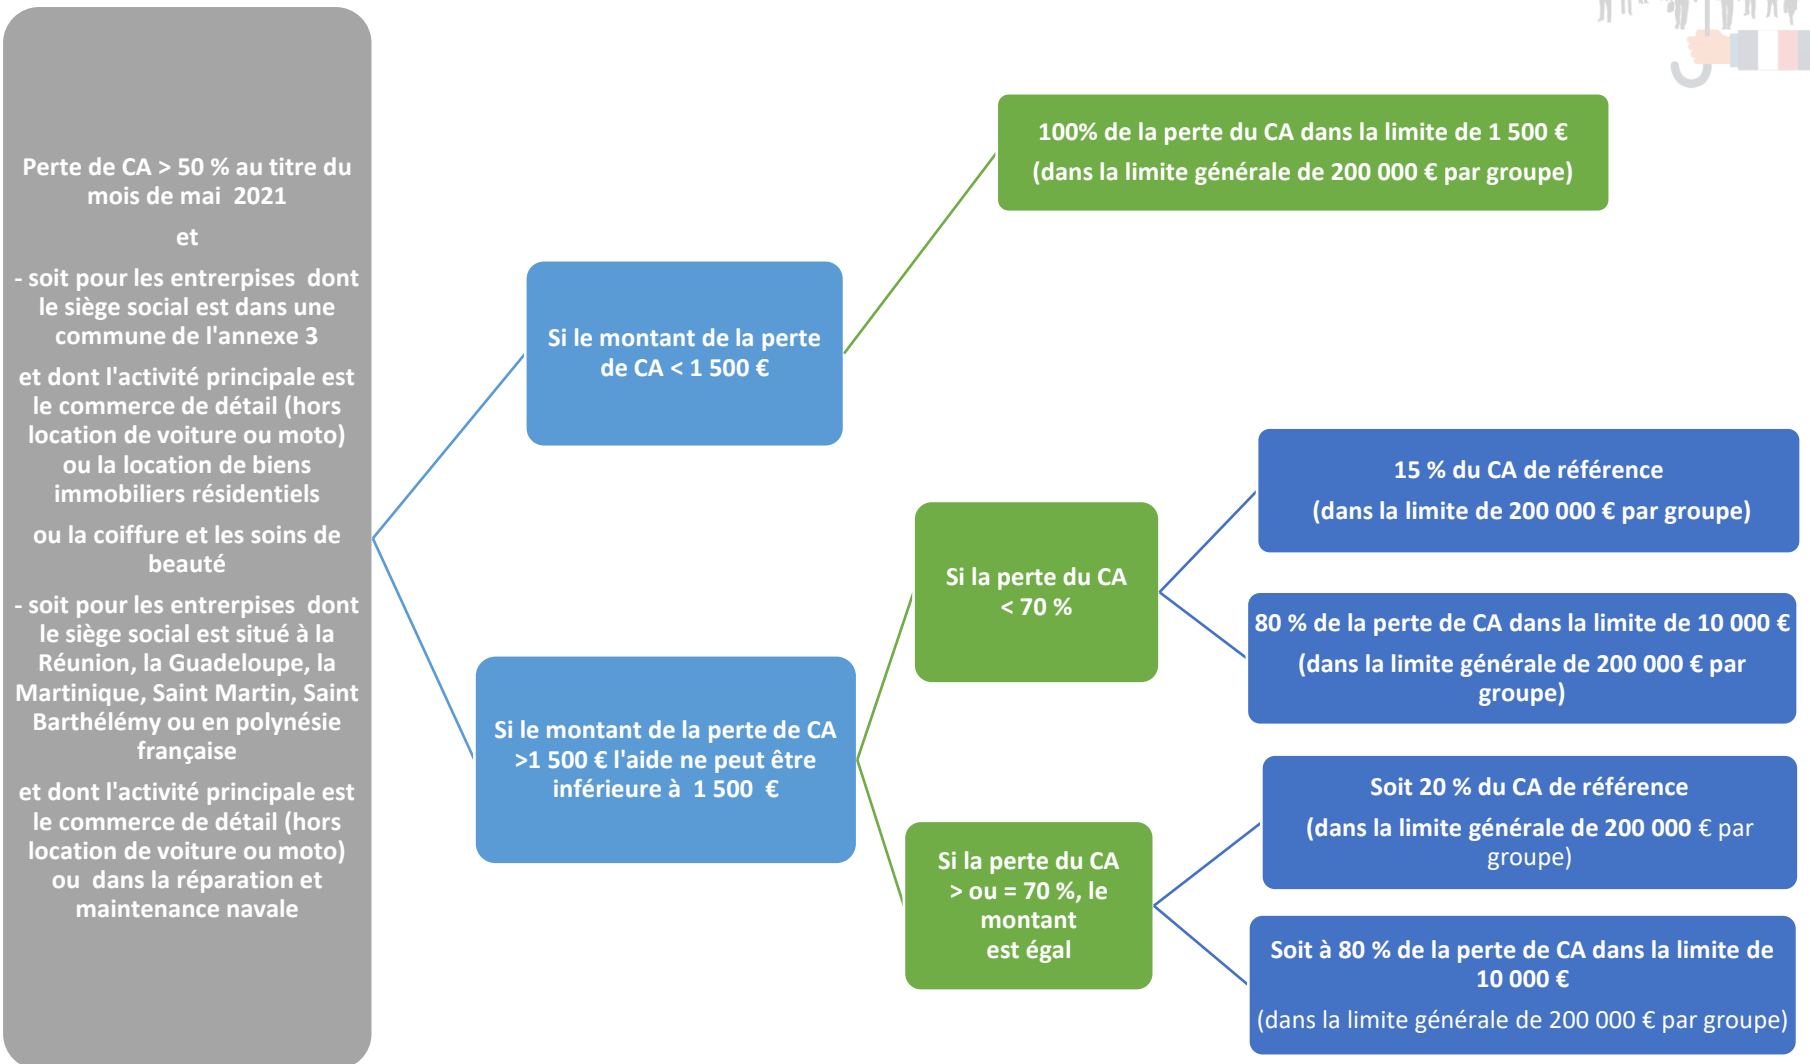 Perte de CA > 50 % au titre du
mois de mai 2021
et
- soit pour les entrerpises dont
le siège social est dans une
commune de l'annexe 3
et dont l'activité principale est
le commerce de détail (hors
location de voiture ou moto)
ou la location de biens
immobiliers résidentiels
ou la coiffure et les soins de
beauté
- soit pour les entrerpises dont
le siège social est situé à la
Réunion, la Guadeloupe, la
Martinique, Saint Martin, Saint
Barthélémy ou en polynésie
française
et dont l'activité principale est
le commerce de détail (hors
location de voiture ou moto)
ou dans la réparation et
maintenance navale
Si le montant de la perte
de CA < 1 500 €
100% de la perte du CA dans la limite de 1 500 €
(dans la limite générale de 200 000 € par groupe)
Si le montant de la perte de CA
>1 500 € l'aide ne peut être
inférieure à 1 500 €
Si la perte du CA
< 70 %
15 % du CA de référence
(dans la limite de 200 000 € par groupe)
80 % de la perte de CA dans la limite de 10 000 €
(dans la limite générale de 200 000 € par
groupe)
Si la perte du CA
> ou = 70 %, le
montant
est égal
Soit 20 % du CA de référence
(dans la limite générale de 200 000 € par
groupe)
Soit à 80 % de la perte de CA dans la limite de
10 000 €
(dans la limite générale de 200 000 € par groupe)